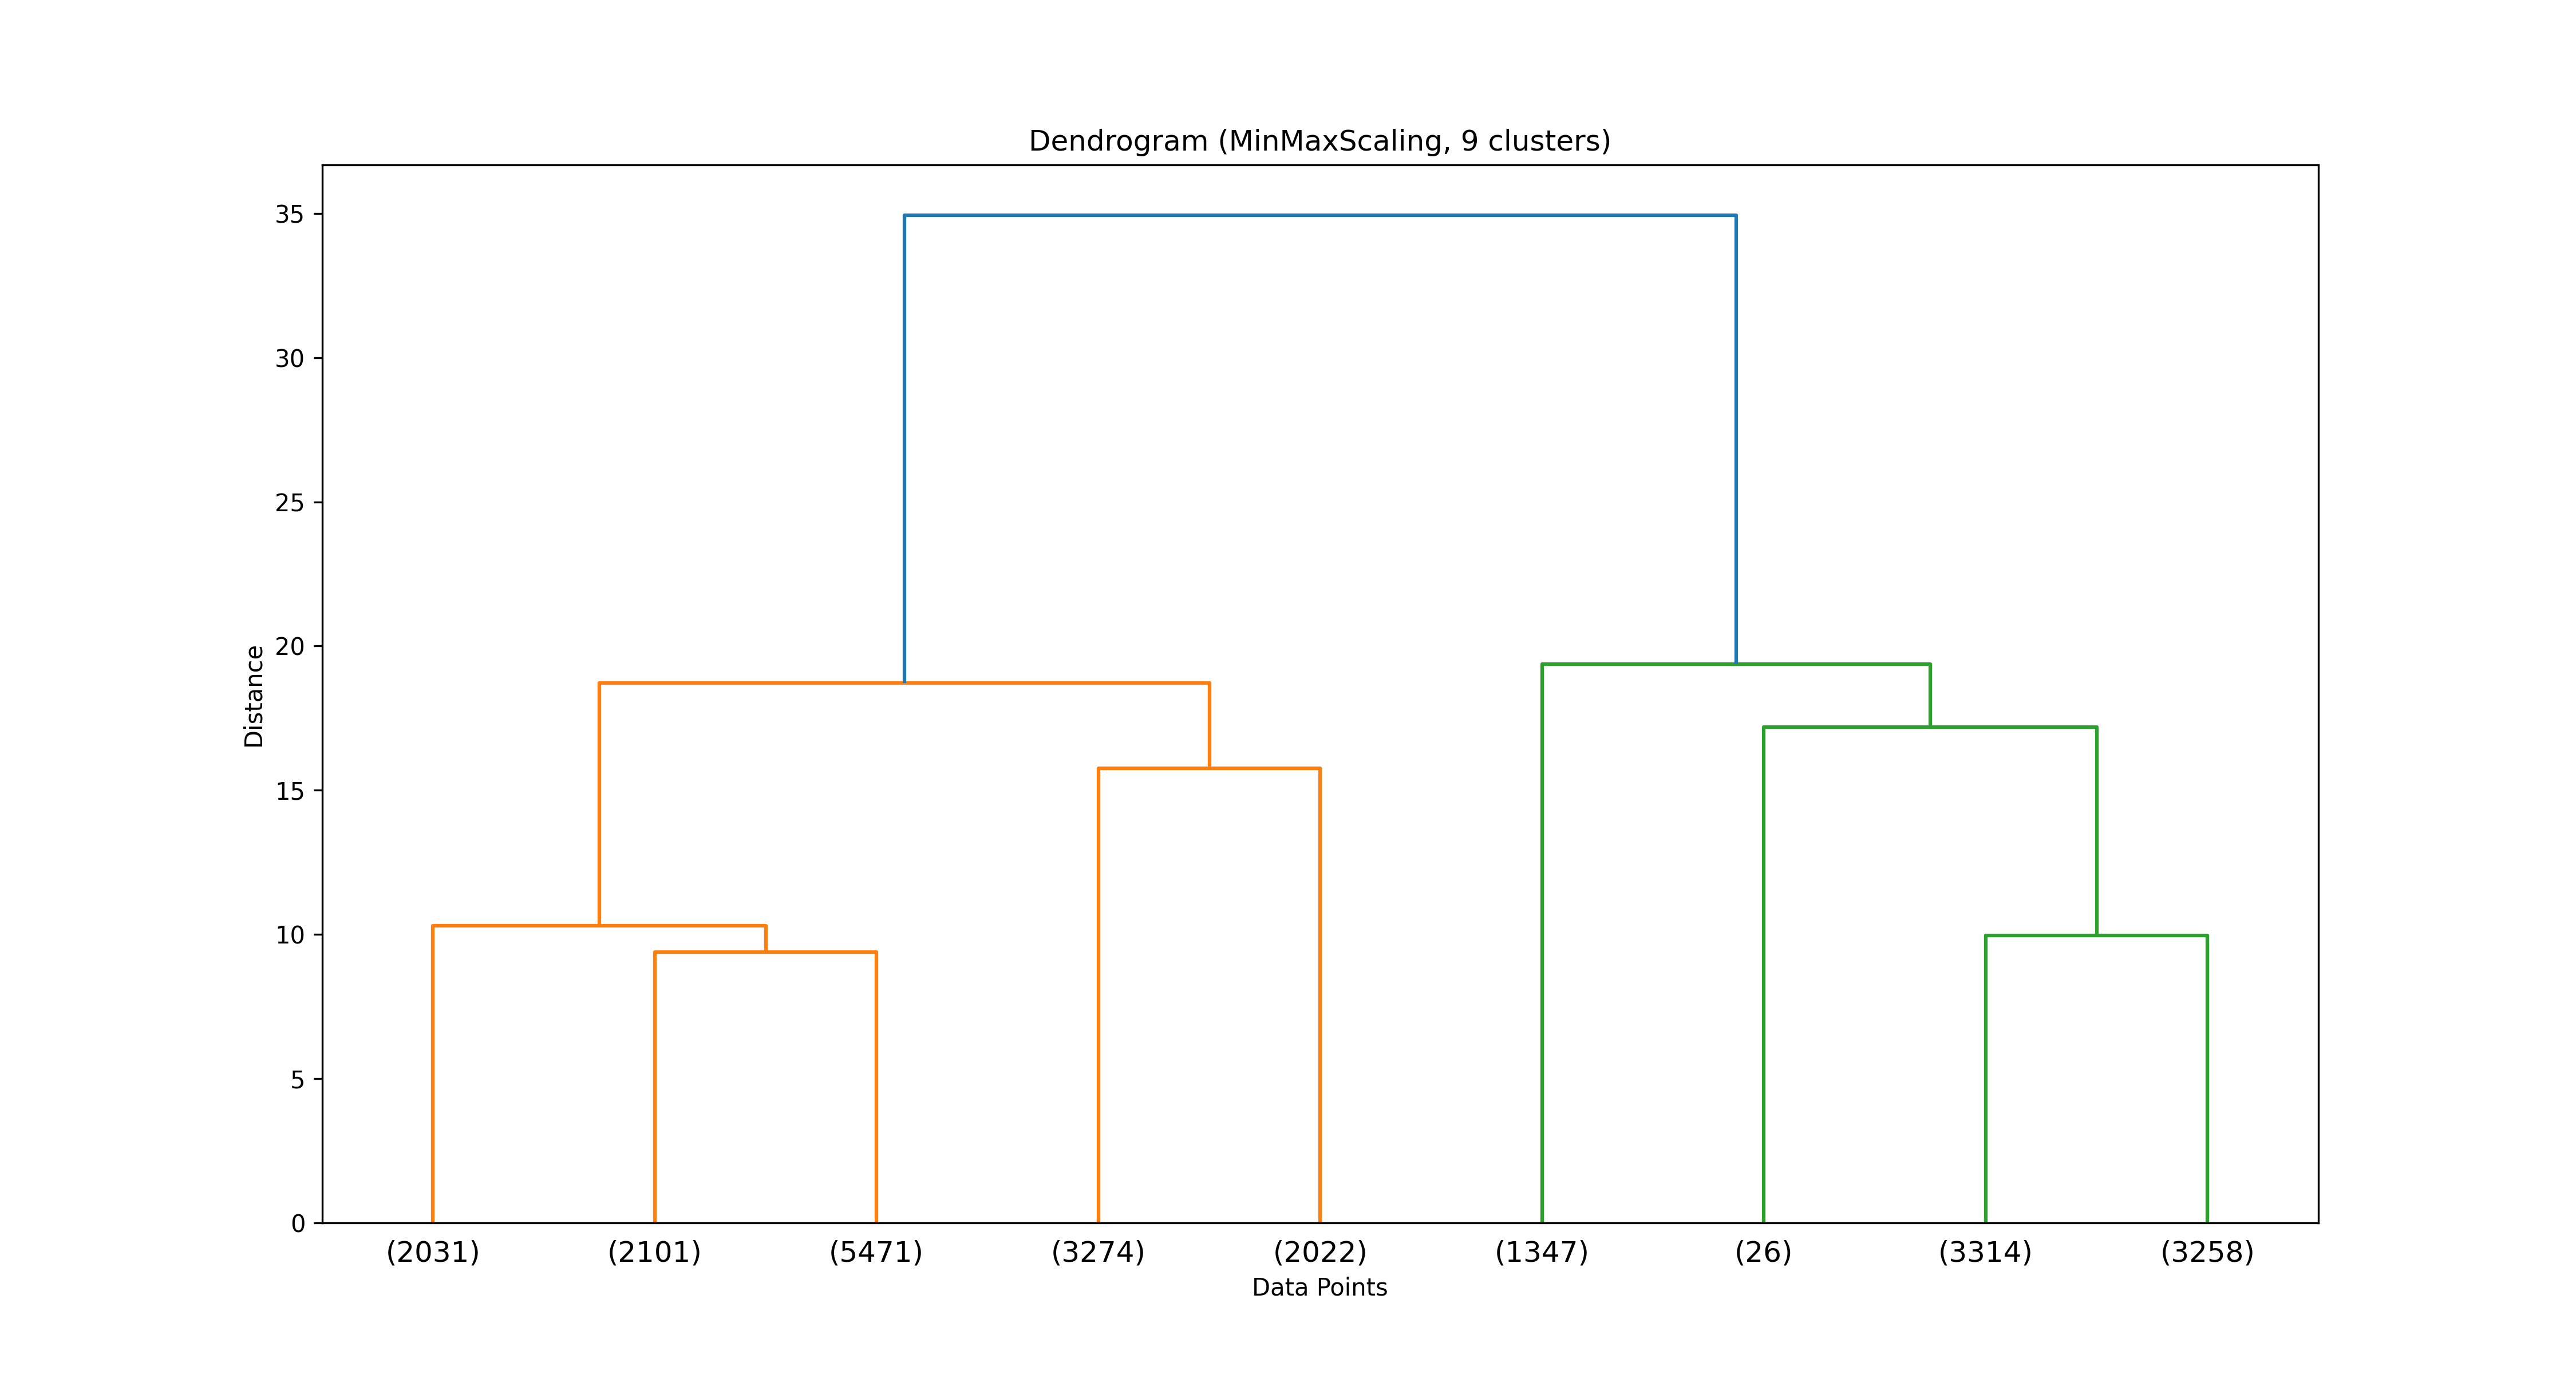 Dendrogram (MinMaxScaling, 9 clusters)
35
30
25
20
15
10
5
0
Distance
(2031) (2101) (5471) (3274) (2022) (1347) (26) (3314) (3258)
Data Points